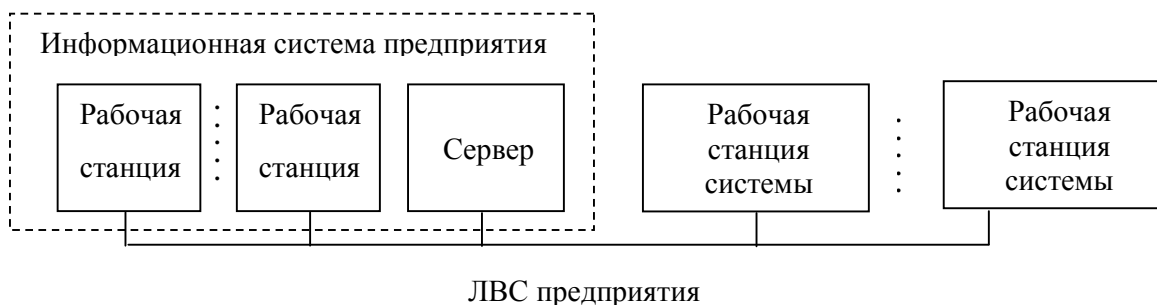 Информационная система предприятия
Рабочая
станция
Рабочая
станция
Сервер
Рабочая
станция
системы
Рабочая
станция
системы
ЛВС предприятия